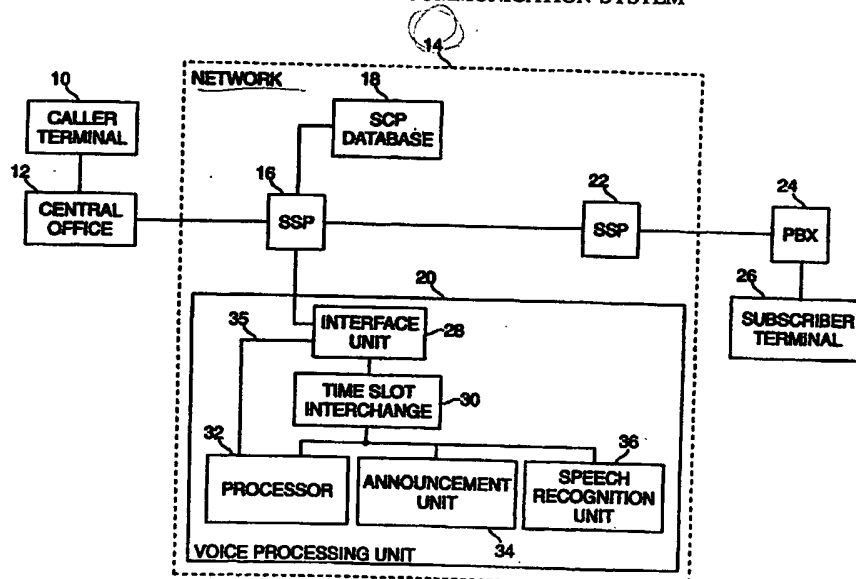 SYSTEM
14
NETWORK
10
CALLER
TERMINAL
18
SCP
DATABASE
12
CENTRAL
OFFICE
16
SSP
22
SSP
24
PBX
20
26
SUBSCRIBER
TERMINAL
35
INTERFACE
UNIT
28
TIME SLOT
INTERCHANGE
30
32
PROCESSOR
ANNOUNCEMENT
UNIT
34
36
SPEECH
RECOGNITION
UNIT
VOICE PROCESSING UNIT